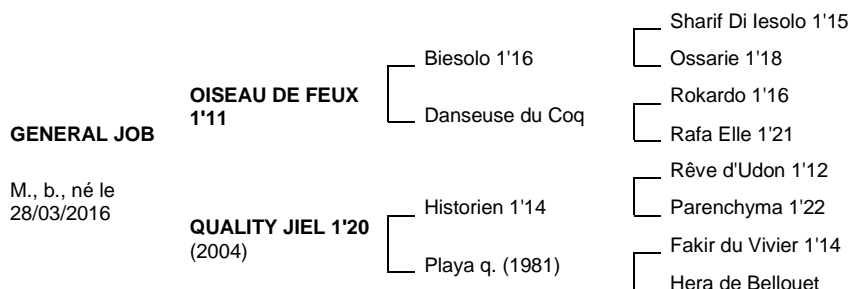 GENERAL JOB
M., b., né le
28/03/2016
OISEAU DE FEUX
1'11
QUALITY JIEL 1'20
(2004)
Biesolo 1'16
Danseuse du Coq
Historien 1'14
Playa q. (1981)
Sharif Di Iesolo 1'15
Ossarie 1'18
Rokardo 1'16
Rafa Elle 1'21
Rêve d'Udon 1'12
Parenchyma 1'22
Fakir du Vivier 1'14
Hera de Bellouet